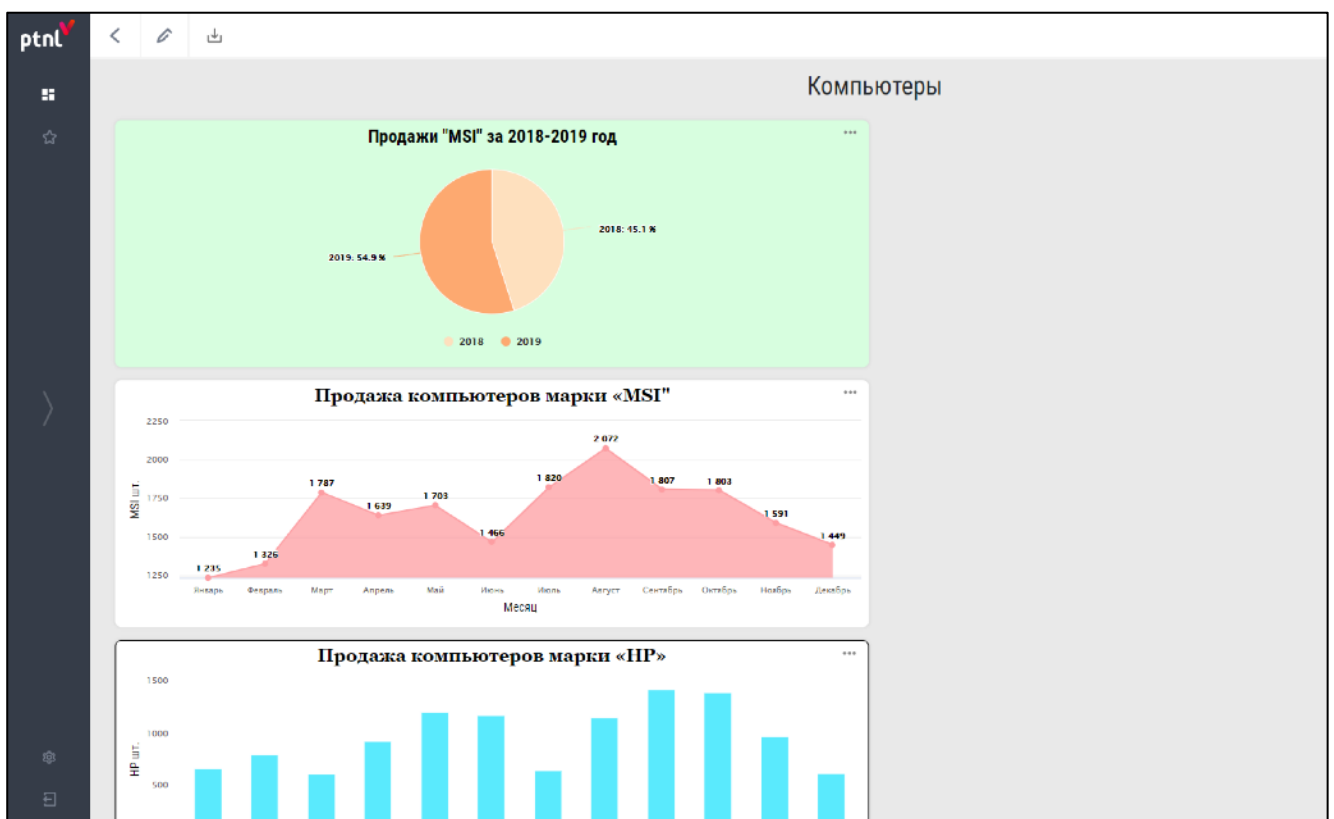 ptnl
Компьютеры
Продажи "MSI" за 2018-2019 год
2018: 45.1 %
2019: 54.9 %
2018 2019
Продажа компьютеров марки «MSI"
2250
2000
1750
1500
1250
MSI шт.
1 235
1 326
1 787
1 639
1 703
1 466
1 820
2 072
1 807
1 803
1 591
1 449
Январь Февраль Март Апрель Май Июнь Июль Август Сентябрь Октябрь Ноябрь Декабрь
Месяц
Продажа компьютеров марки «HP»
1500
1000
500
HP шт.